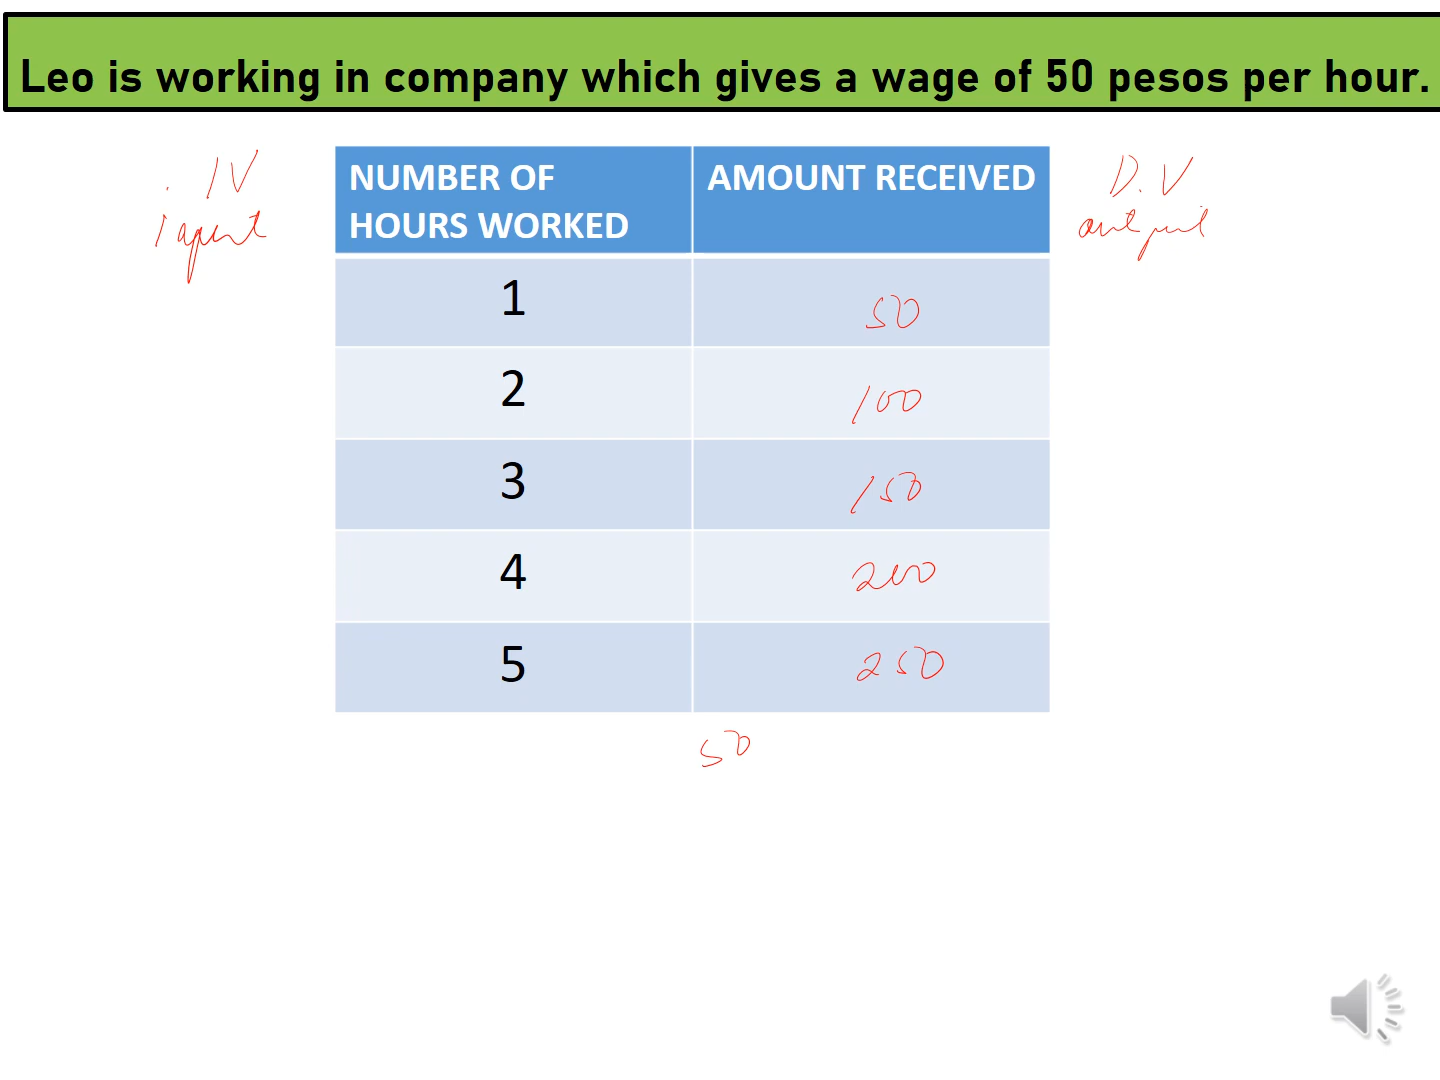 Leo is working in company which gives a wage of 50 pesos per hour.
IV
input
NUMBER OF
HOURS WORKED
AMOUNT RECEIVED
D.V
output
1
50
2
100
3
150
4
200
5
250
50